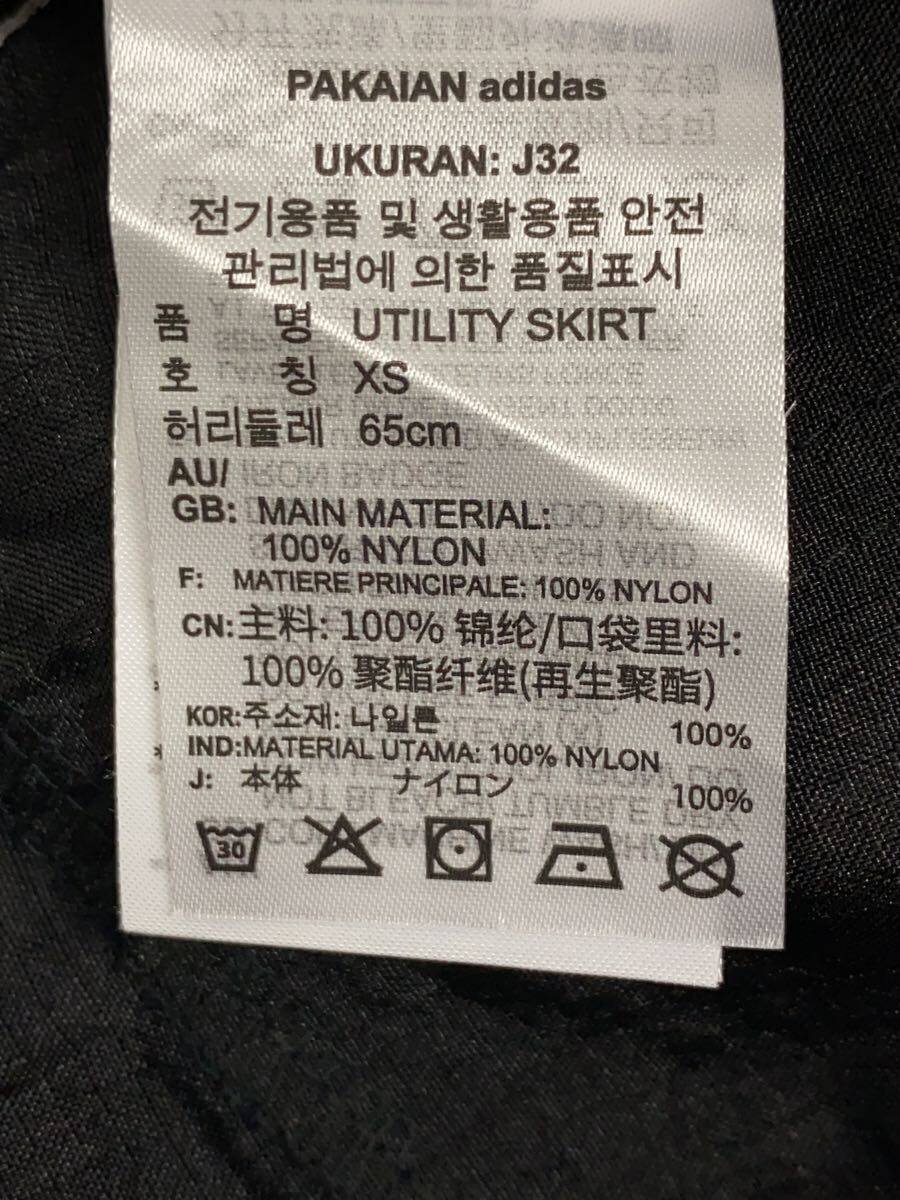 PAKAIAN adidas
UKURAN: J32
전기용품 및 생활용품 안전
관리법에 의한 품질표시
품 명 UTILITY SKIRT
호 칭 XS
허리둘레 65cm
AU/
GB: MAIN MATERIAL:
100% NYLON
F: MATIERE PRINCIPALE: 100% NYLON
CN:主料: 100% 锦纶/口袋里料:
100% 聚酯纤维(再生聚酯)
KOR:주소재: 나일론 100%
IND:MATERIAL UTAMA: 100% NYLON
J: 本体 ナイロン 100%
30